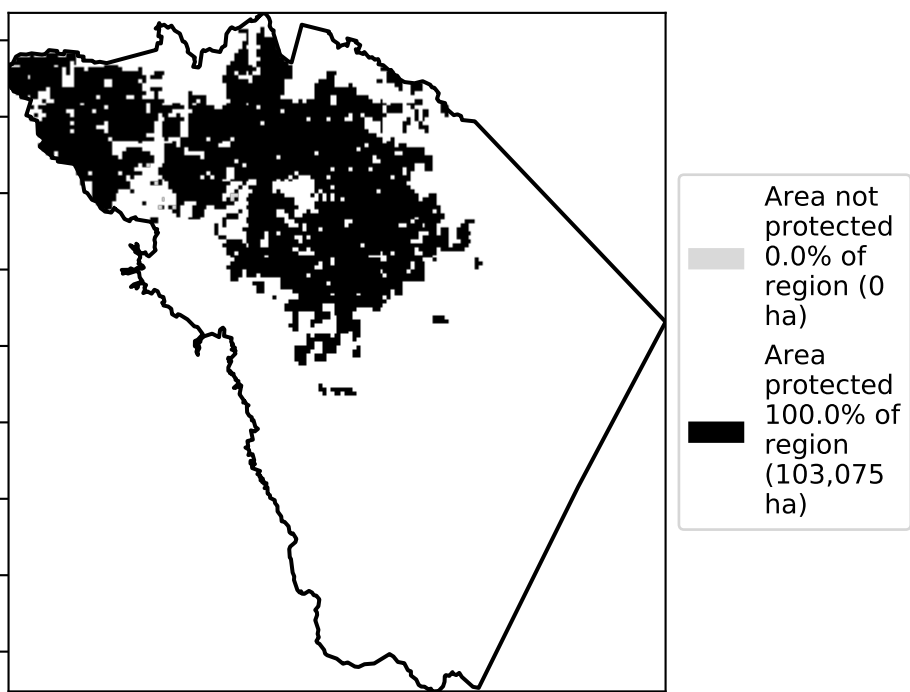 Area not
protected
0.0% of
region (0
ha)
Area
protected
100.0% of
region
(103,075
ha)